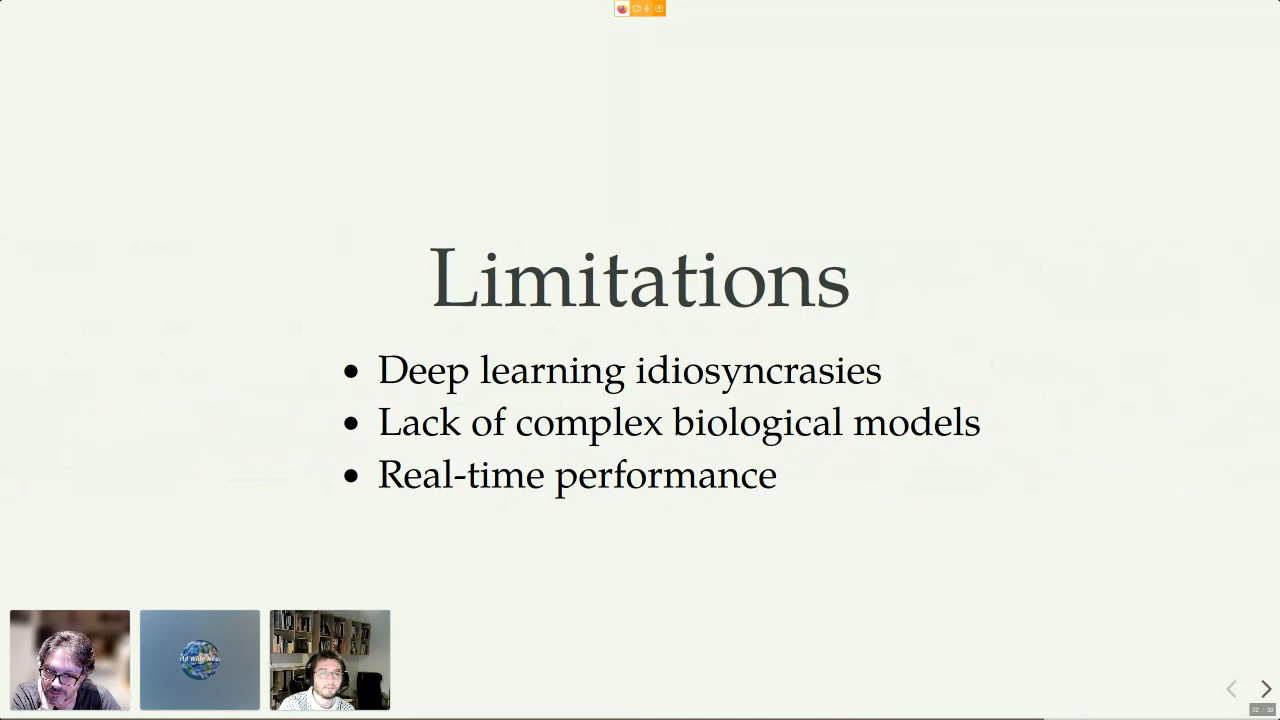 Limitations
• Deep learning idiosyncrasies
• Lack of complex biological models
• Real-time performance